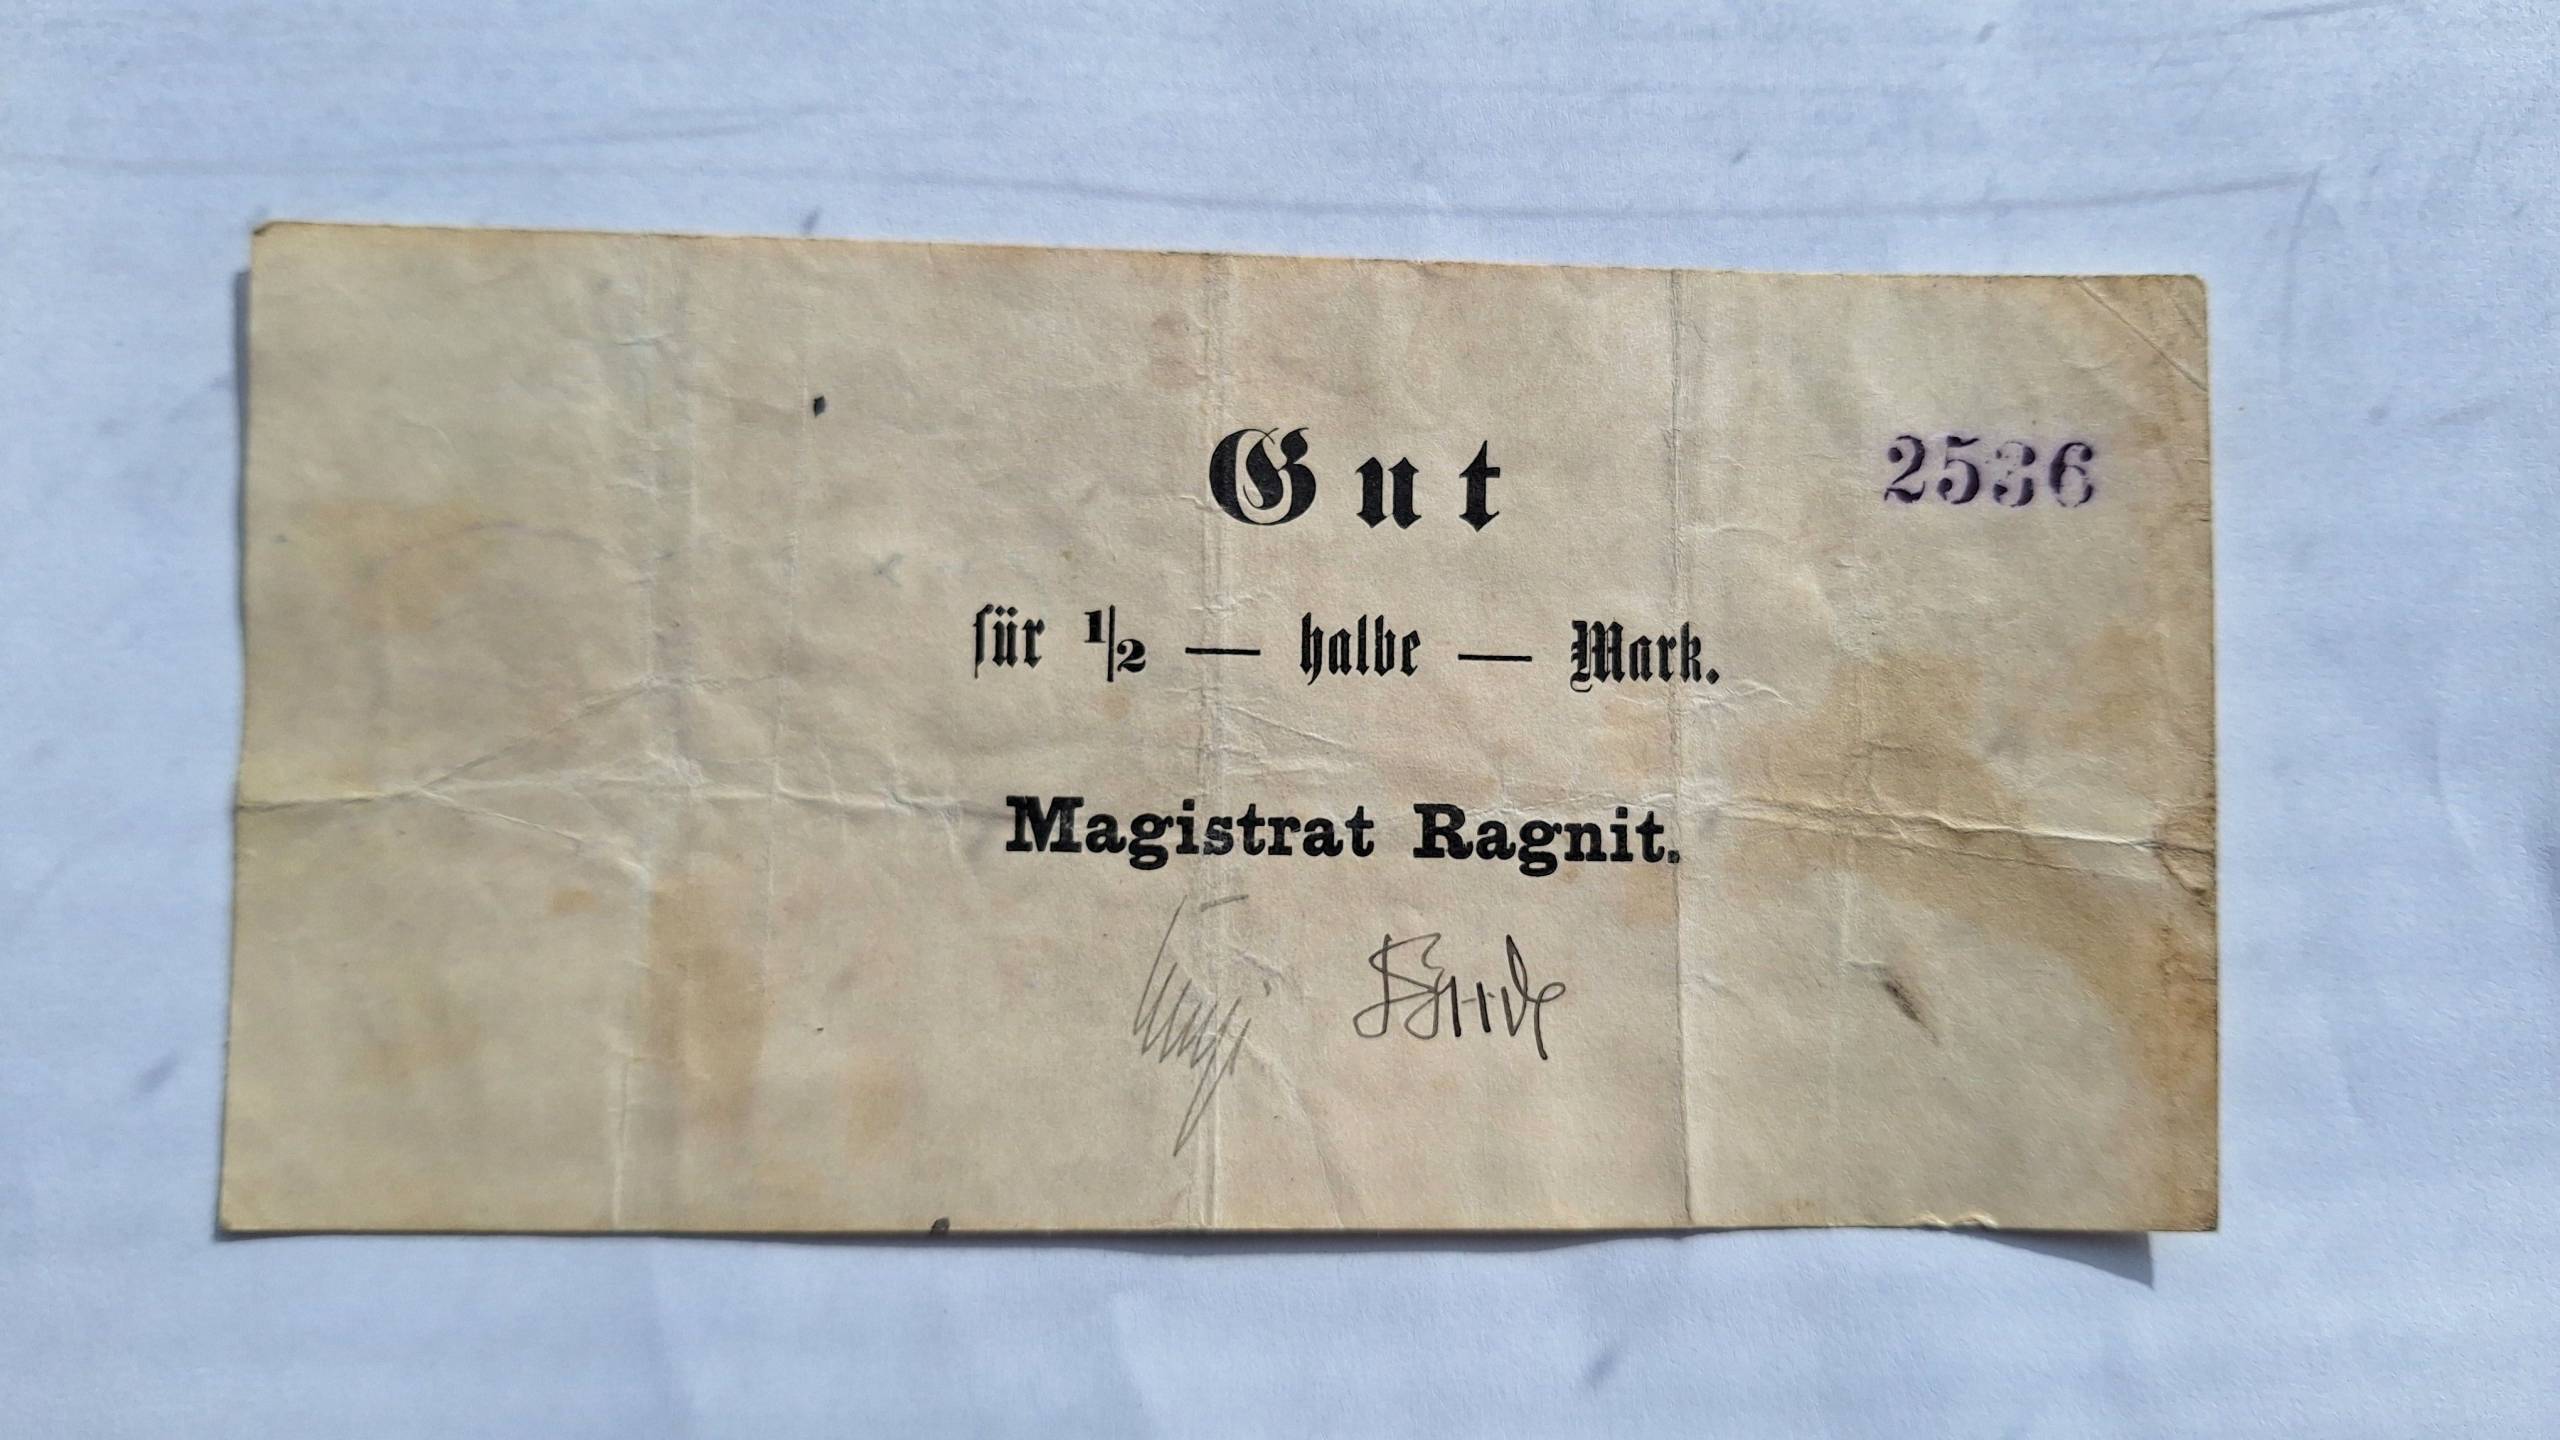 Gut
2536
für 1/2 — halbe — Mark.
Magistrat Ragnit.